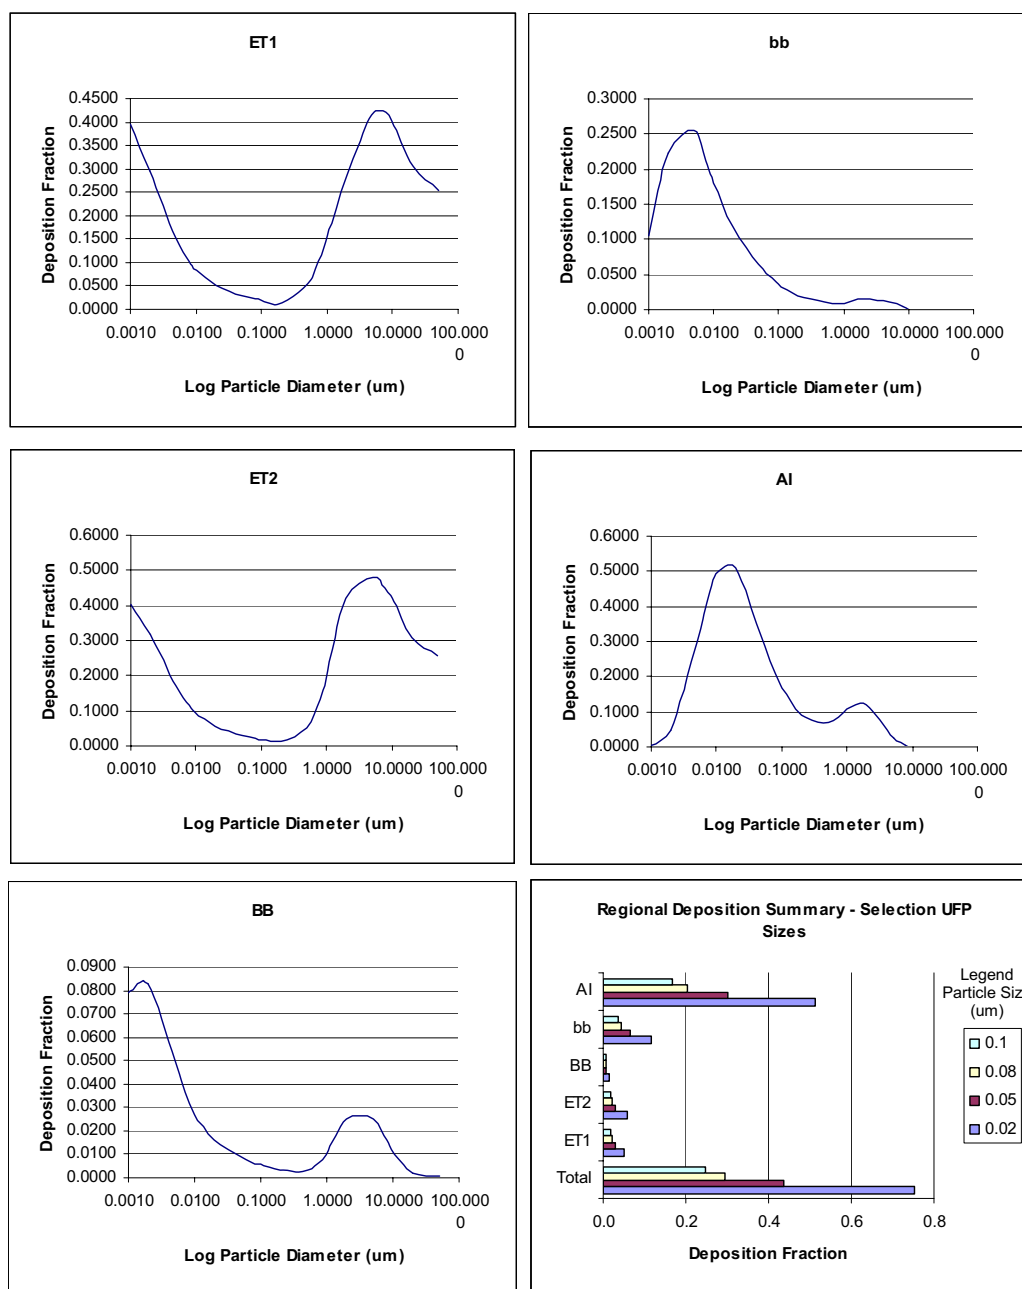 ET1
Deposition Fraction
0.4500
0.4000
0.3500
0.3000
0.2500
0.2000
0.1500
0.1000
0.0500
0.0000
0.0010 0.0100 0.1000 1.0000 10.0000 100.000
0
Log Particle Diameter (um)
bb
Deposition Fraction
0.3000
0.2500
0.2000
0.1500
0.1000
0.0500
0.0000
0.0010 0.0100 0.1000 1.0000 10.0000 100.000
0
Log Particle Diameter (um)
ET2
Deposition Fraction
0.6000
0.5000
0.4000
0.3000
0.2000
0.1000
0.0000
0.0010 0.0100 0.1000 1.0000 10.0000 100.000
0
Log Particle Diameter (um)
AI
Deposition Fraction
0.6000
0.5000
0.4000
0.3000
0.2000
0.1000
0.0000
0.0010 0.0100 0.1000 1.0000 10.0000 100.000
0
Log Particle Diameter (um)
BB
Deposition Fraction
0.0900
0.0800
0.0700
0.0600
0.0500
0.0400
0.0300
0.0200
0.0100
0.0000
0.0010 0.0100 0.1000 1.0000 10.0000 100.000
0
Log Particle Diameter (um)
Regional Deposition Summary - Selection UFP
Sizes
AI
bb
BB
ET2
ET1
Total
0.0 0.2 0.4 0.6 0.8
Deposition Fraction
Legend
Particle Siz
(um)
0.1
0.08
0.05
0.02